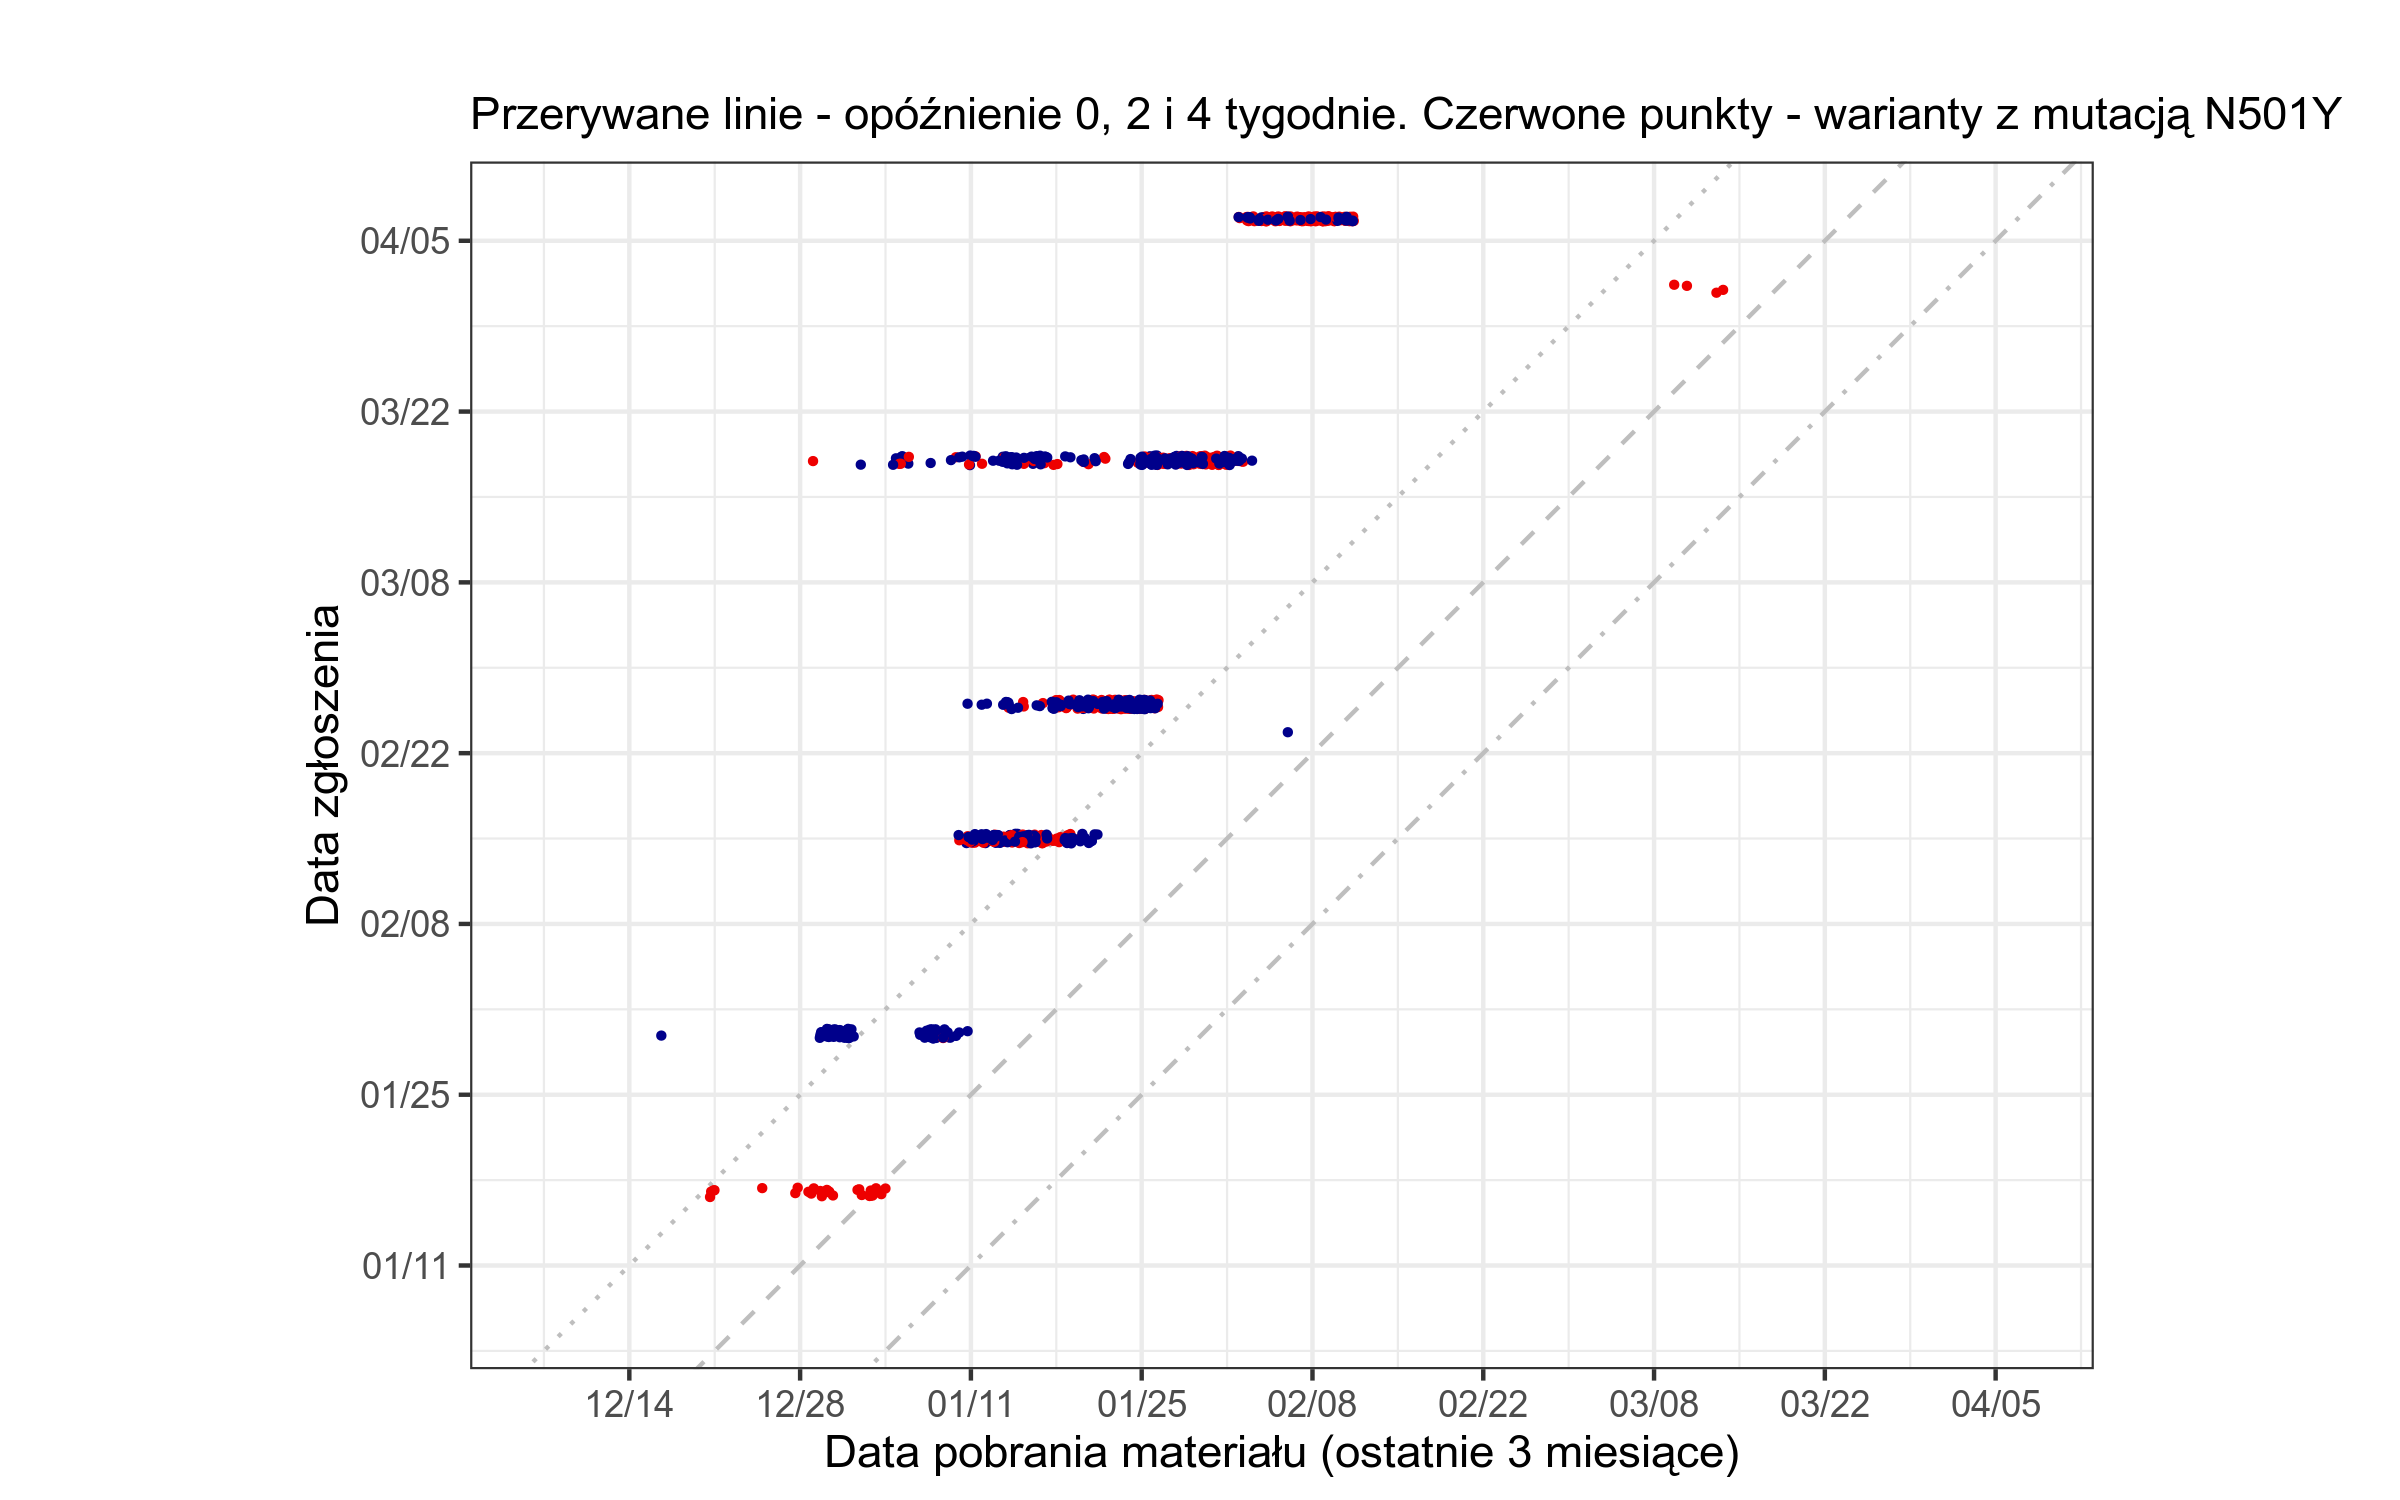 Przerywane linie - opóźnienie 0, 2 i 4 tygodnie. Czerwone punkty - warianty z mutacją N501Y
Data zgłoszenia
04/05
03/22
03/08
02/22
02/08
01/25
01/11
12/14 12/28 01/11 01/25 02/08 02/22 03/08 03/22 04/05
Data pobrania materiału (ostatnie 3 miesiące)